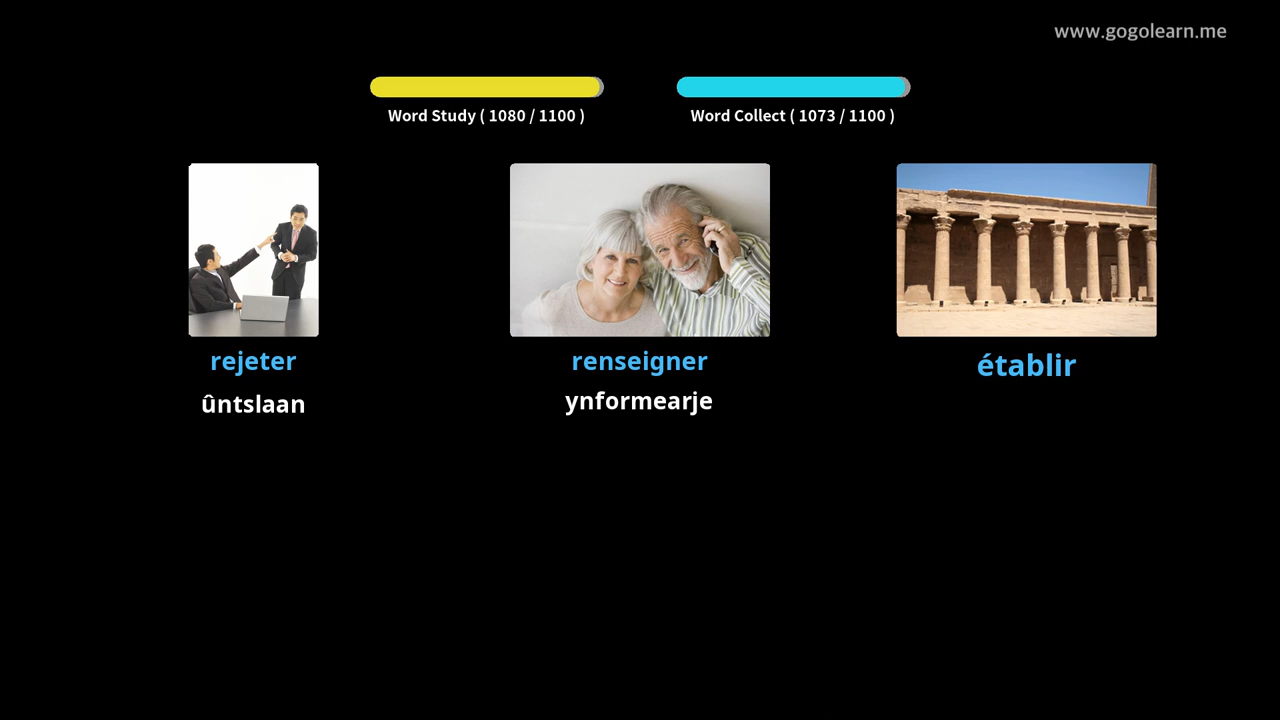 www.gogolearn.me
Word Study ( 1080 / 1100 )
Word Collect ( 1073 / 1100 )
rejeter
ûntslaan
renseigner
ynformearje
établir